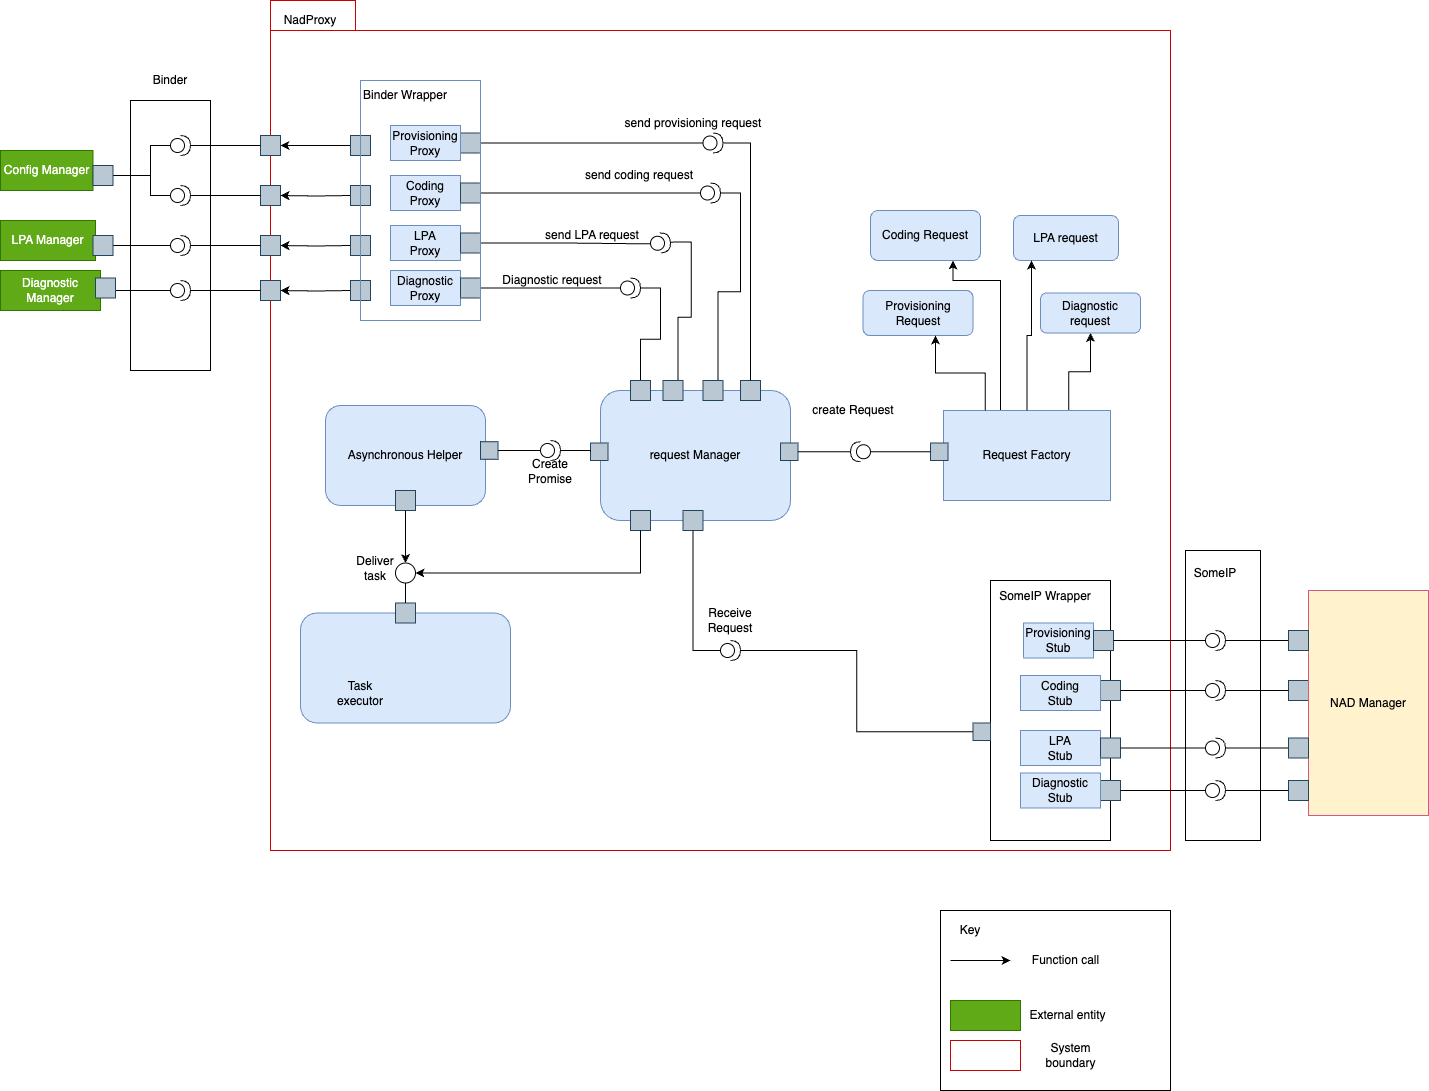 NadProxy
Binder
Binder Wrapper
Config Manager
LPA Manager
Diagnostic
Manager
Provisioning
Proxy
Coding
Proxy
LPA
Proxy
Diagnostic
Proxy
send provisioning request
send coding request
send LPA request
Diagnostic request
Coding Request
LPA request
Provisioning
Request
Diagnostic
request
Asynchronous Helper
Create
Promise
request Manager
create Request
Request Factory
Deliver
task
Task
executor
Receive
Request
SomeIP Wrapper
Provisioning
Stub
Coding
Stub
LPA
Stub
Diagnostic
Stub
SomeIP
NAD Manager
Key
Function call
External entity
System
boundary